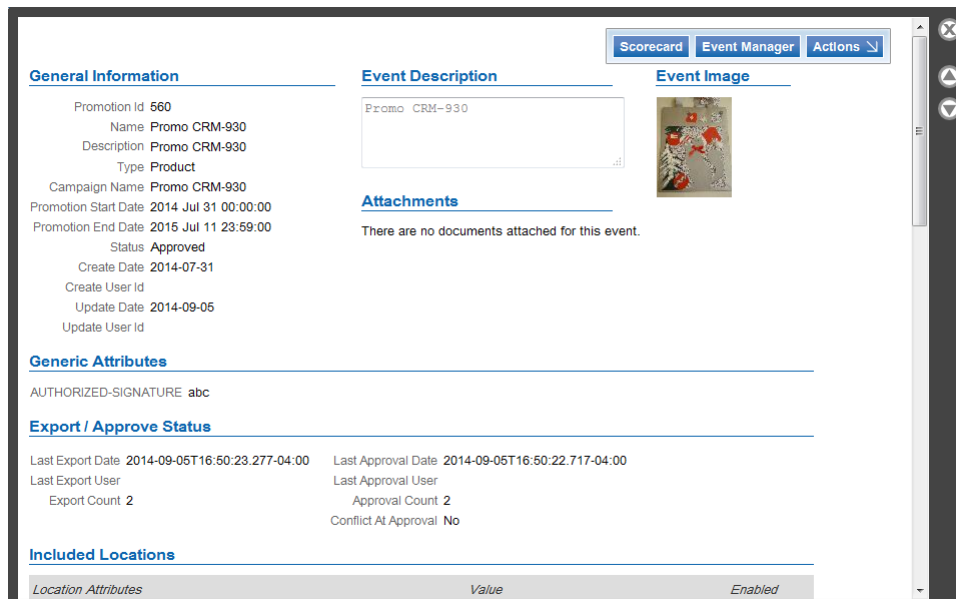 Scorecard Event Manager Actions
General Information
Event Description
Event Image
Promotion Id 560
Name Promo CRM-930
Description Promo CRM-930
Type Product
Campaign Name Promo CRM-930
Promotion Start Date 2014 Jul 31 00:00:00
Promotion End Date 2015 Jul 11 23:59:00
Status Approved
Create Date 2014-07-31
Create User Id
Update Date 2014-09-05
Update User Id
Promo CRM-930
Attachments
There are no documents attached for this event.
Generic Attributes
AUTHORIZED-SIGNATURE abc
Export / Approve Status
Last Export Date 2014-09-05T16:50:23.277-04:00
Last Export User
Export Count 2
Last Approval Date 2014-09-05T16:50:22.717-04:00
Last Approval User
Approval Count 2
Conflict At Approval No
Included Locations
Location Attributes Value Enabled